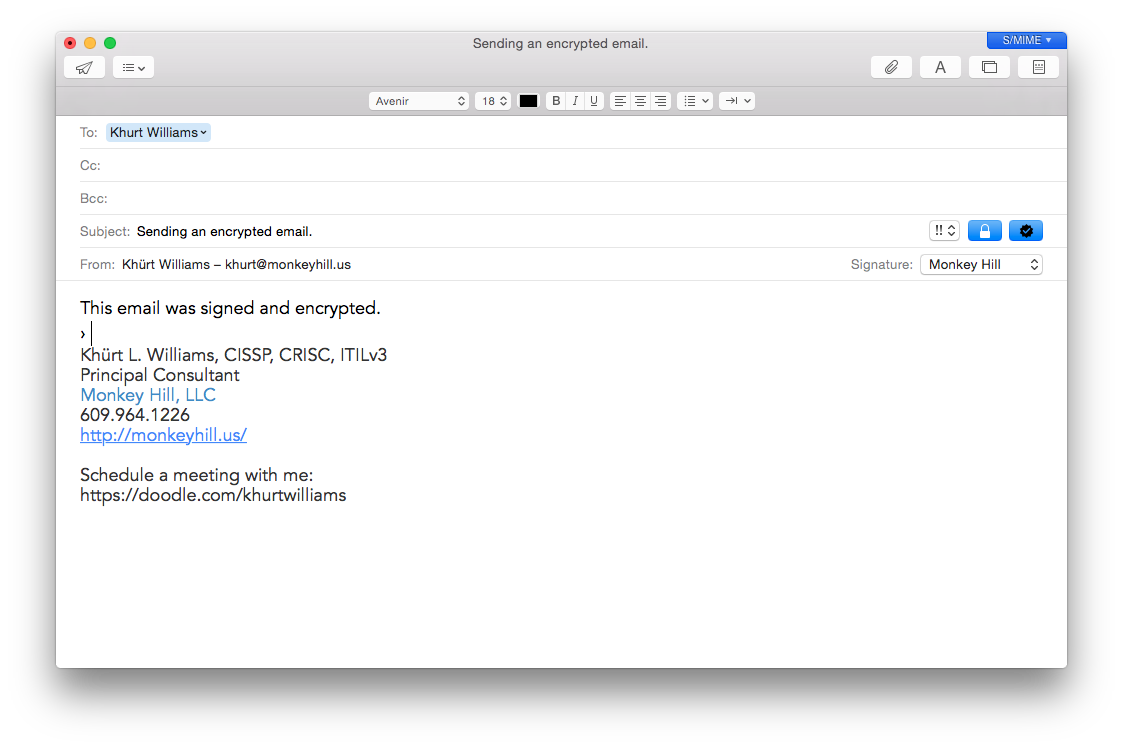 Sending an encrypted email.
S/MIME
A
Avenir 18 B I U
To: Khurt Williams
Cc:
Bcc:
Subject: Sending an encrypted email. !!
From: Khürt Williams – khurt@monkeyhill.us Signature: Monkey Hill
This email was signed and encrypted.
›
Khürt L. Williams, CISSP, CRISC, ITILv3
Principal Consultant
Monkey Hill, LLC
609.964.1226
http://monkeyhill.us/
Schedule a meeting with me:
https://doodle.com/khurtwilliams